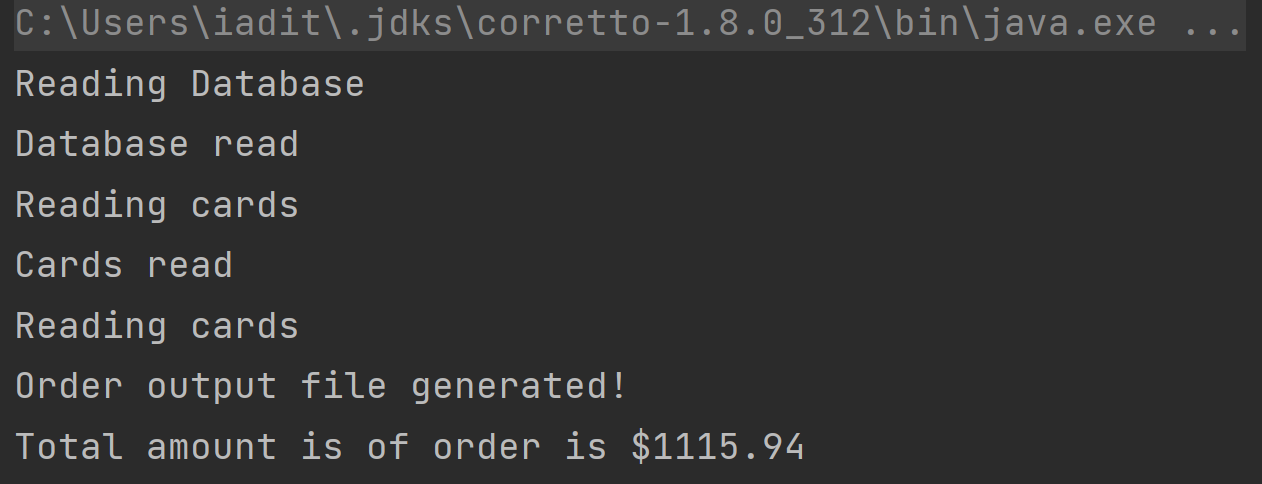 C:\Users\iadit\.jdks\corretto-1.8.0_312\bin\java.exe ...
Reading Database
Database read
Reading cards
Cards read
Reading cards
Order output file generated!
Total amount is of order is $1115.94